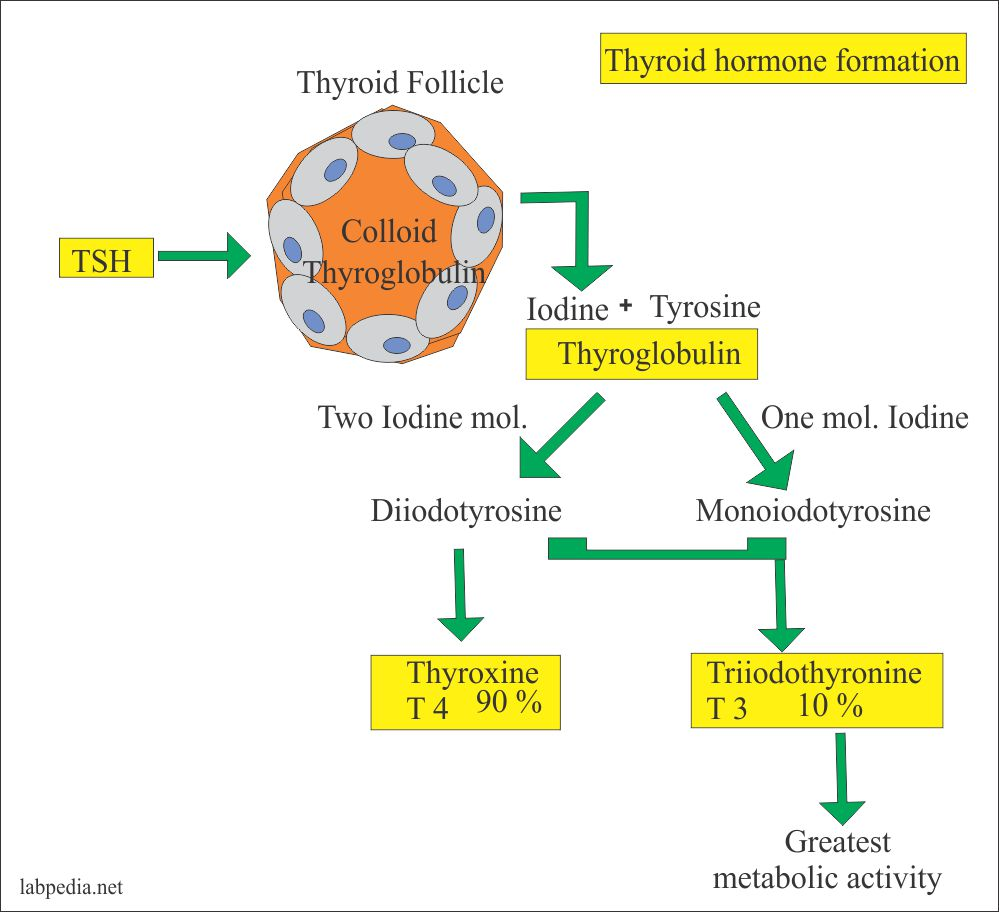 Thyroid hormone formation
Thyroid Follicle
Colloid
Thyroglobulin
TSH
Iodine + Tyrosine
Thyroglobulin
Two Iodine mol.
One mol. Iodine
Diiodotyrosine
Monoiodotyrosine
Thyroxine
T 4 90 %
Triiodothyronine
T 3 10 %
Greatest
metabolic activity
labpedia.net